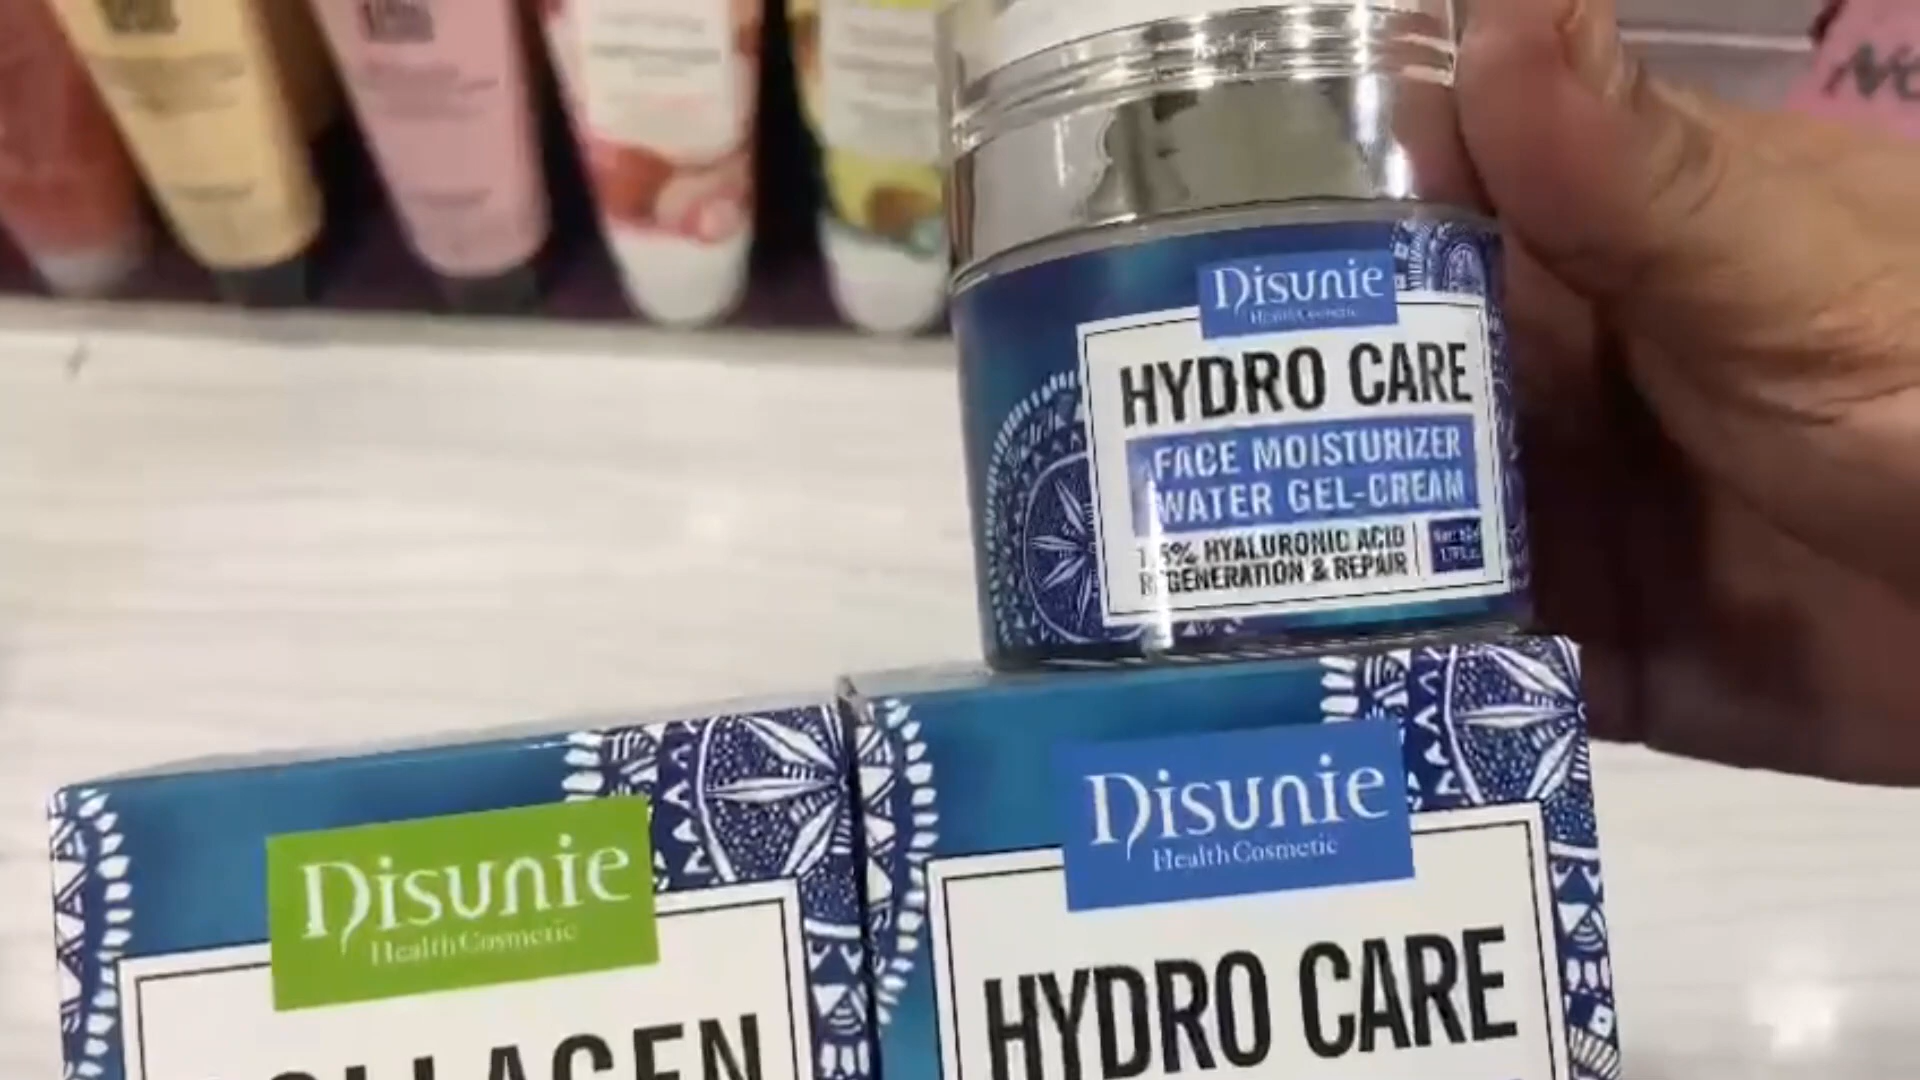 Disunie
Health Cosmetic
HYDRO CARE
FACE MOISTURIZER
WATER GEL-CREAM
HYALURONIC ACID
REGENERATION & REPAIR
Disunie
Health Cosmetic
COLLAGEN
Disunie
Health Cosmetic
HYDRO CARE